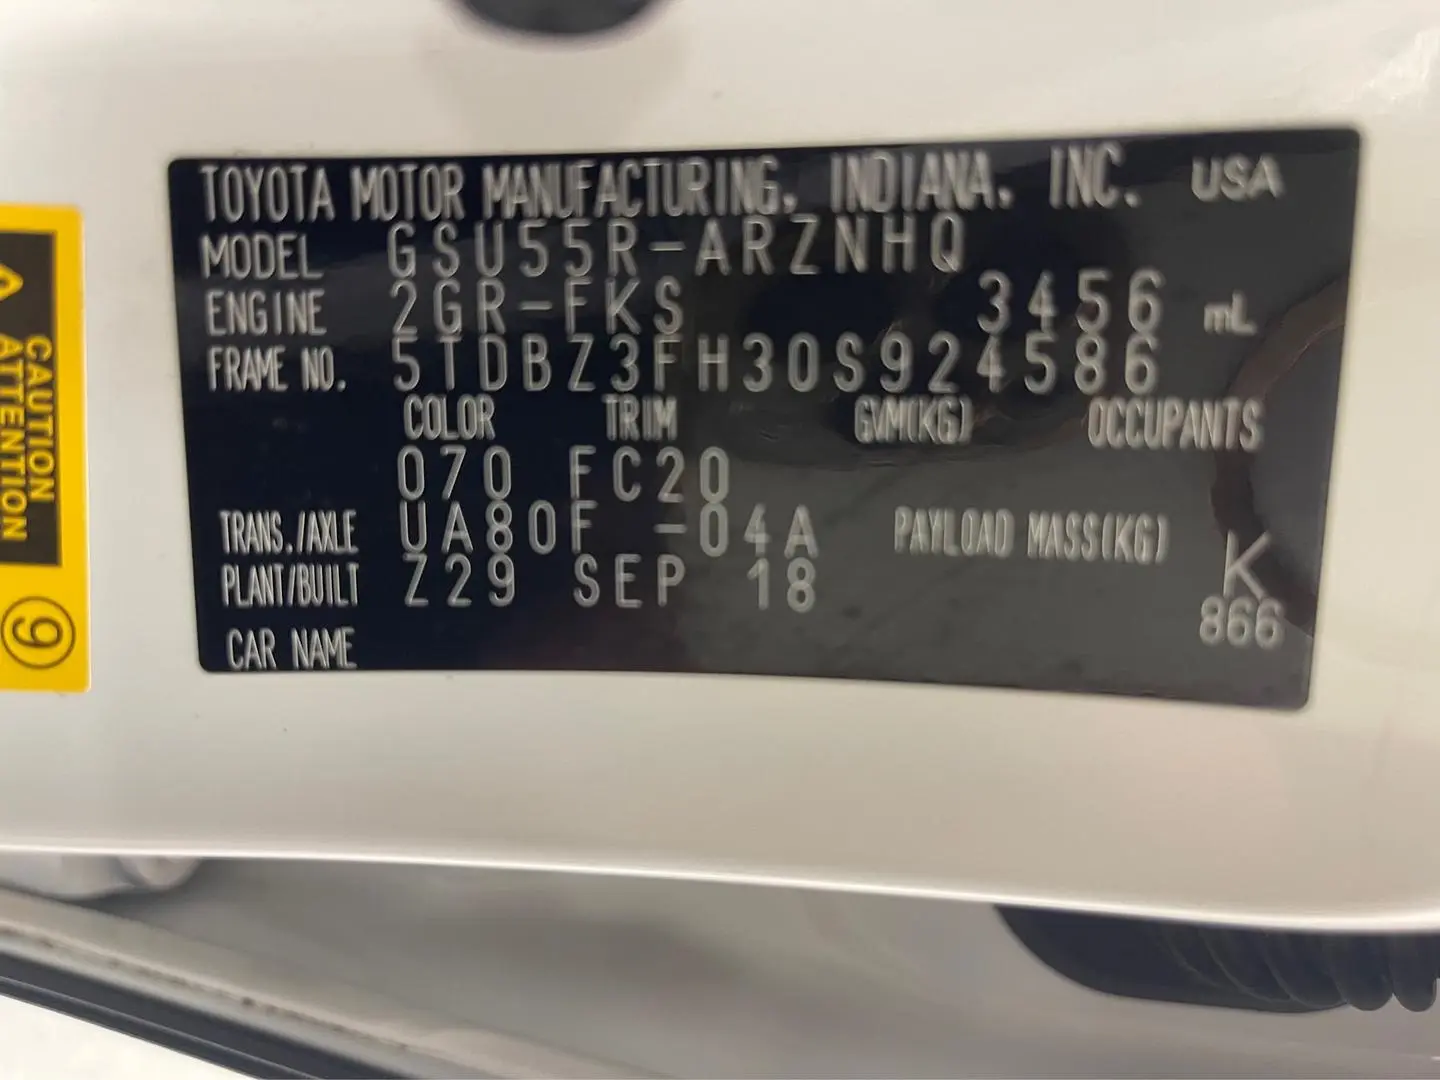 TOYOTA MOTOR MANUFACTURING, INDIANA, INC. USA
MODEL GSU55R-ARZNHQ
ENGINE 2GR-FKS 3456 mL
FRAME NO. 5TDBZ3FH30S924586
COLOR TRIM GVM(KG) OCCUPANTS
070 FC20
TRANS./AXLE UA80F -04A PAYLOAD MASS(KG)
PLANT/BUILT Z29 SEP 18 K
866
CAR NAME
CAUTION
ATTENTION
9